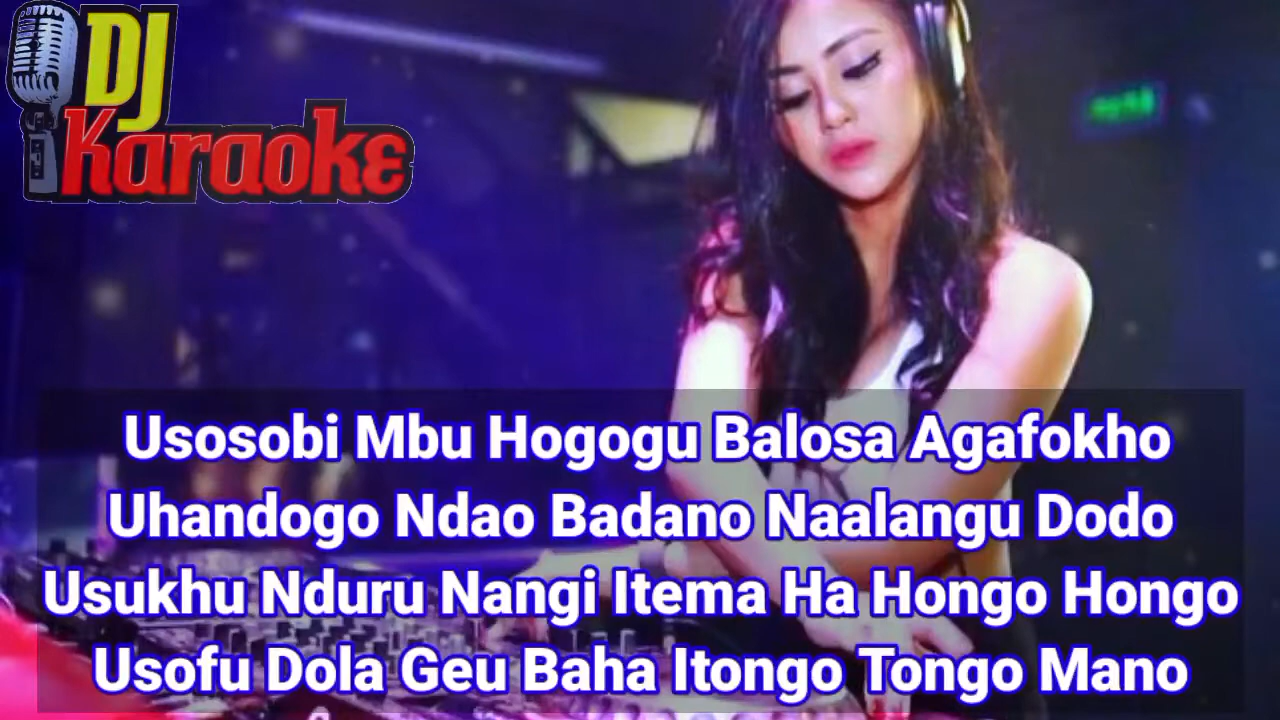 DJ
Karaoke
Usosobi Mbu Hogogu Balosa Agafokho
Uhandogo Ndao Badano Naalangu Dodo
Usukhu Nduru Nangi Itema Ha Hongo Hongo
Usofu Dola Geu Baha Itongo Tongo Mano